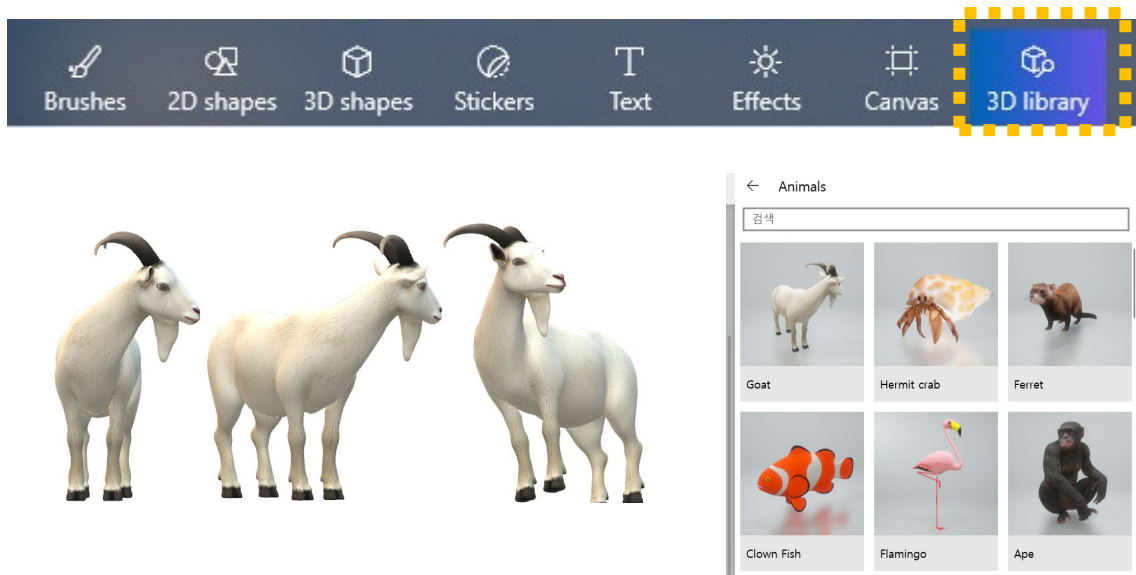 Brushes 2D shapes 3D shapes Stickers Text Effects Canvas 3D library
← Animals
검색
Goat Hermit crab Ferret
Clown Fish Flamingo Ape